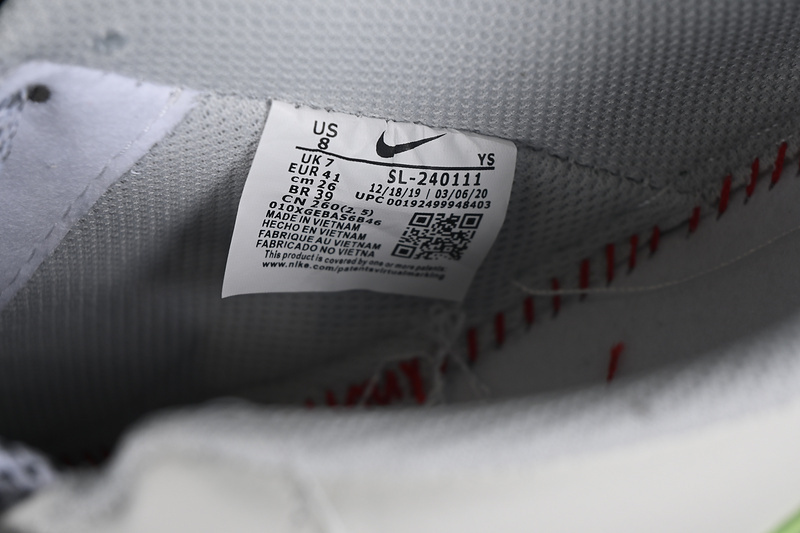 US
8
YS
UK 7
EUR 41
cm 26
BR 39
CN 260(2.5)
SL-240111
12/18/19 | 03/06/20
UPC 00192499948403
010XGEBAS6B46
MADE IN VIETNAM
HECHO EN VIETNAM
FABRIQUE AU VIETNAM
FABRICADO NO VIETNA
This product is covered by one or more patents.
www.nike.com/patentsvirtualmarking